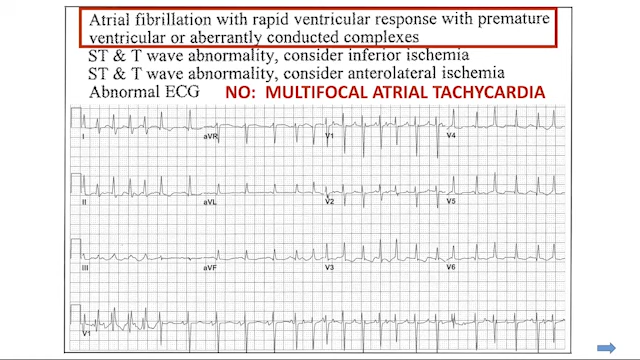 Atrial fibrillation with rapid ventricular response with premature
ventricular or aberrantly conducted complexes
ST & T wave abnormality, consider inferior ischemia
ST & T wave abnormality, consider anterolateral ischemia
Abnormal ECG NO: MULTIFOCAL ATRIAL TACHYCARDIA
I aVR V1 V4
II aVL V2 V5
III aVF V3 V6
V1